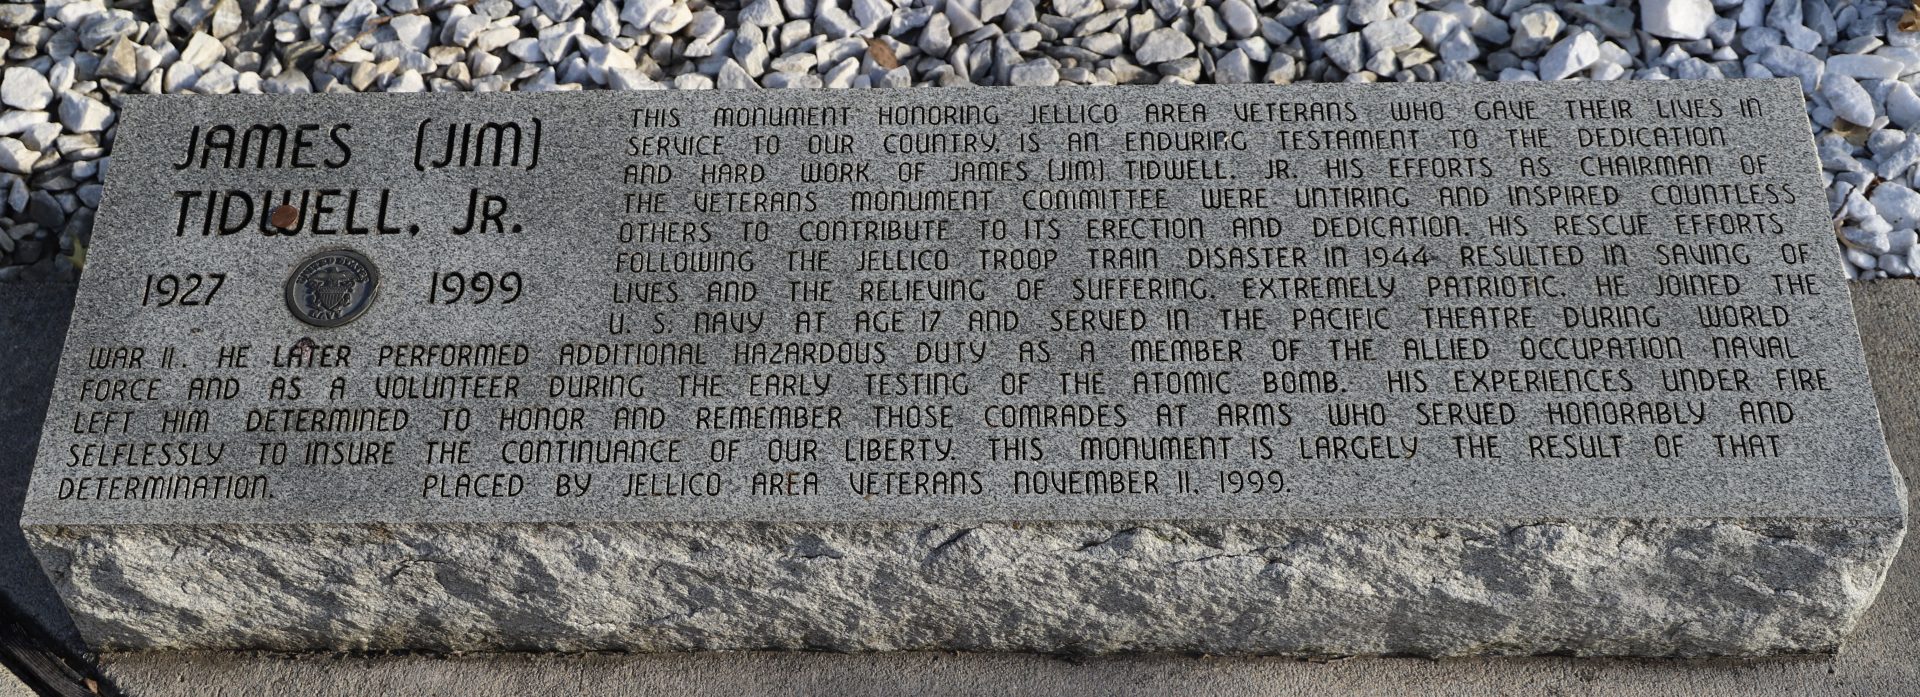 JAMES (JIM)
TIDWELL, JR.
1927 1999
UNITED STATES
NAVY
THIS MONUMENT HONORING JELLICO AREA VETERANS WHO GAVE THEIR LIVES IN
SERVICE TO OUR COUNTRY, IS AN ENDURING TESTAMENT TO THE DEDICATION
AND HARD WORK OF JAMES (JIM) TIDWELL, JR. HIS EFFORTS AS CHAIRMAN OF
THE VETERANS MONUMENT COMMITTEE WERE UNTIRING AND INSPIRED COUNTLESS
OTHERS TO CONTRIBUTE TO ITS ERECTION AND DEDICATION. HIS RESCUE EFFORTS
FOLLOWING THE JELLICO TROOP TRAIN DISASTER IN 1944 RESULTED IN SAVING OF
LIVES AND THE RELIEVING OF SUFFERING. EXTREMELY PATRIOTIC, HE JOINED THE
U. S. NAVY AT AGE 17 AND SERVED IN THE PACIFIC THEATRE DURING WORLD
WAR II. HE LATER PERFORMED ADDITIONAL HAZARDOUS DUTY AS A MEMBER OF THE ALLIED OCCUPATION NAVAL
FORCE AND AS A VOLUNTEER DURING THE EARLY TESTING OF THE ATOMIC BOMB. HIS EXPERIENCES UNDER FIRE
LEFT HIM DETERMINED TO HONOR AND REMEMBER THOSE COMRADES AT ARMS WHO SERVED HONORABLY AND
SELFLESSLY TO INSURE THE CONTINUANCE OF OUR LIBERTY. THIS MONUMENT IS LARGELY THE RESULT OF THAT
DETERMINATION. PLACED BY JELLICO AREA VETERANS NOVEMBER 11, 1999.